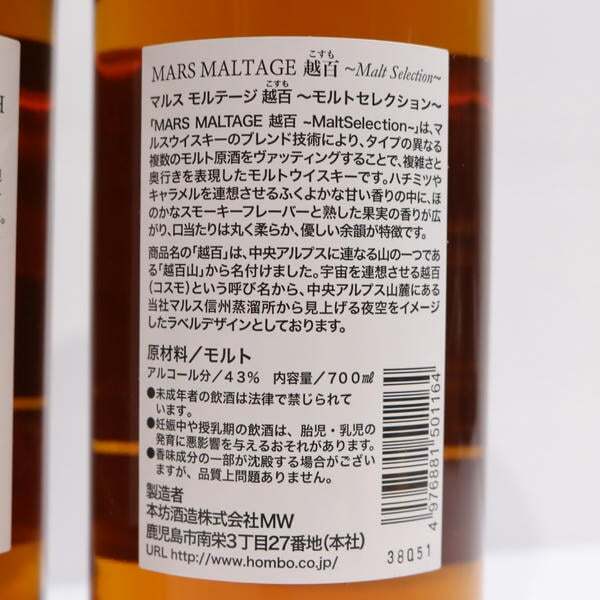 こすも
MARS MALTAGE 越百 ~Malt Selection~
こすも
マルス モルテージ 越百 ～モルトセレクション～
「MARS MALTAGE 越百 ~MaltSelection~」は、マ
ルスウイスキーのブレンド技術により、タイプの異なる
複数のモルト原酒をヴァッティングすることで、複雑さと
奥行きを表現したモルトウイスキーです。ハチミツや
キャラメルを連想させるふくよかな甘い香りの中に、ほ
のかなスモーキーフレーバーと熟した果実の香りが広
がり、口当たりは丸く柔らか、優しい余韻が特徴です。
商品名の「越百」は、中央アルプスに連なる山の一つであ
る「越百山」から名付けました。宇宙を連想させる越百
(コスモ)という呼び名から、中央アルプス山麓にある
当社マルス信州蒸溜所から見上げる夜空をイメージ
したラベルデザインとしております。
原材料/モルト
アルコール分/43% 内容量/700㎖
●未成年者の飲酒は法律で禁じられて
います。
●妊娠中や授乳期の飲酒は、胎児・乳児の
発育に悪影響を与えるおそれがあります。
●香味成分の一部が沈殿する場合がござい
ますが、品質上問題ありません。
製造者
本坊酒造株式会社MW
鹿児島市南栄3丁目27番地(本社)
URL http://www.hombo.co.jp/
4 976881 501164
38051